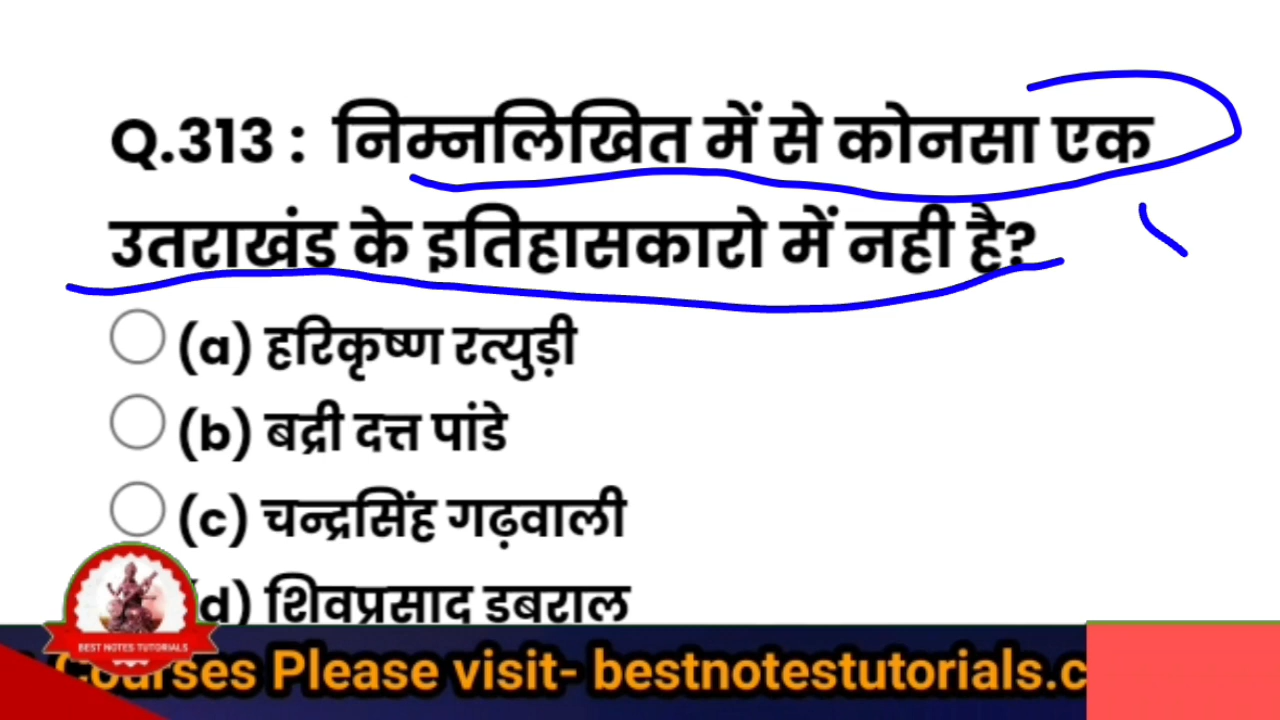 Q.313 : निम्नलिखित में से कोनसा एक
उतराखंड के इतिहासकारो में नही है?
(a) हरिकृष्ण रत्युड़ी
(b) बद्री दत्त पांडे
(c) चन्द्रसिंह गढ़वाली
(d) शिवप्रसाद डबराल
BEST NOTES TUTORIALS
Courses Please visit- bestnotestutorials.c